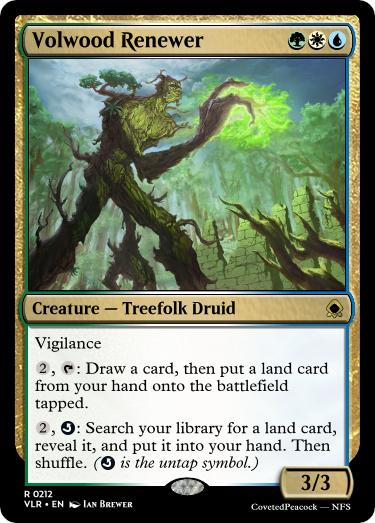 Volwood Renewer
Creature — Treefolk Druid
Vigilance
2, : Draw a card, then put a land card
from your hand onto the battlefield
tapped.
2, : Search your library for a land card,
reveal it, and put it into your hand. Then
shuffle. ( is the untap symbol.)
3/3
R 0212
VLR • EN Ian Brewer
CovetedPeacock — NFS